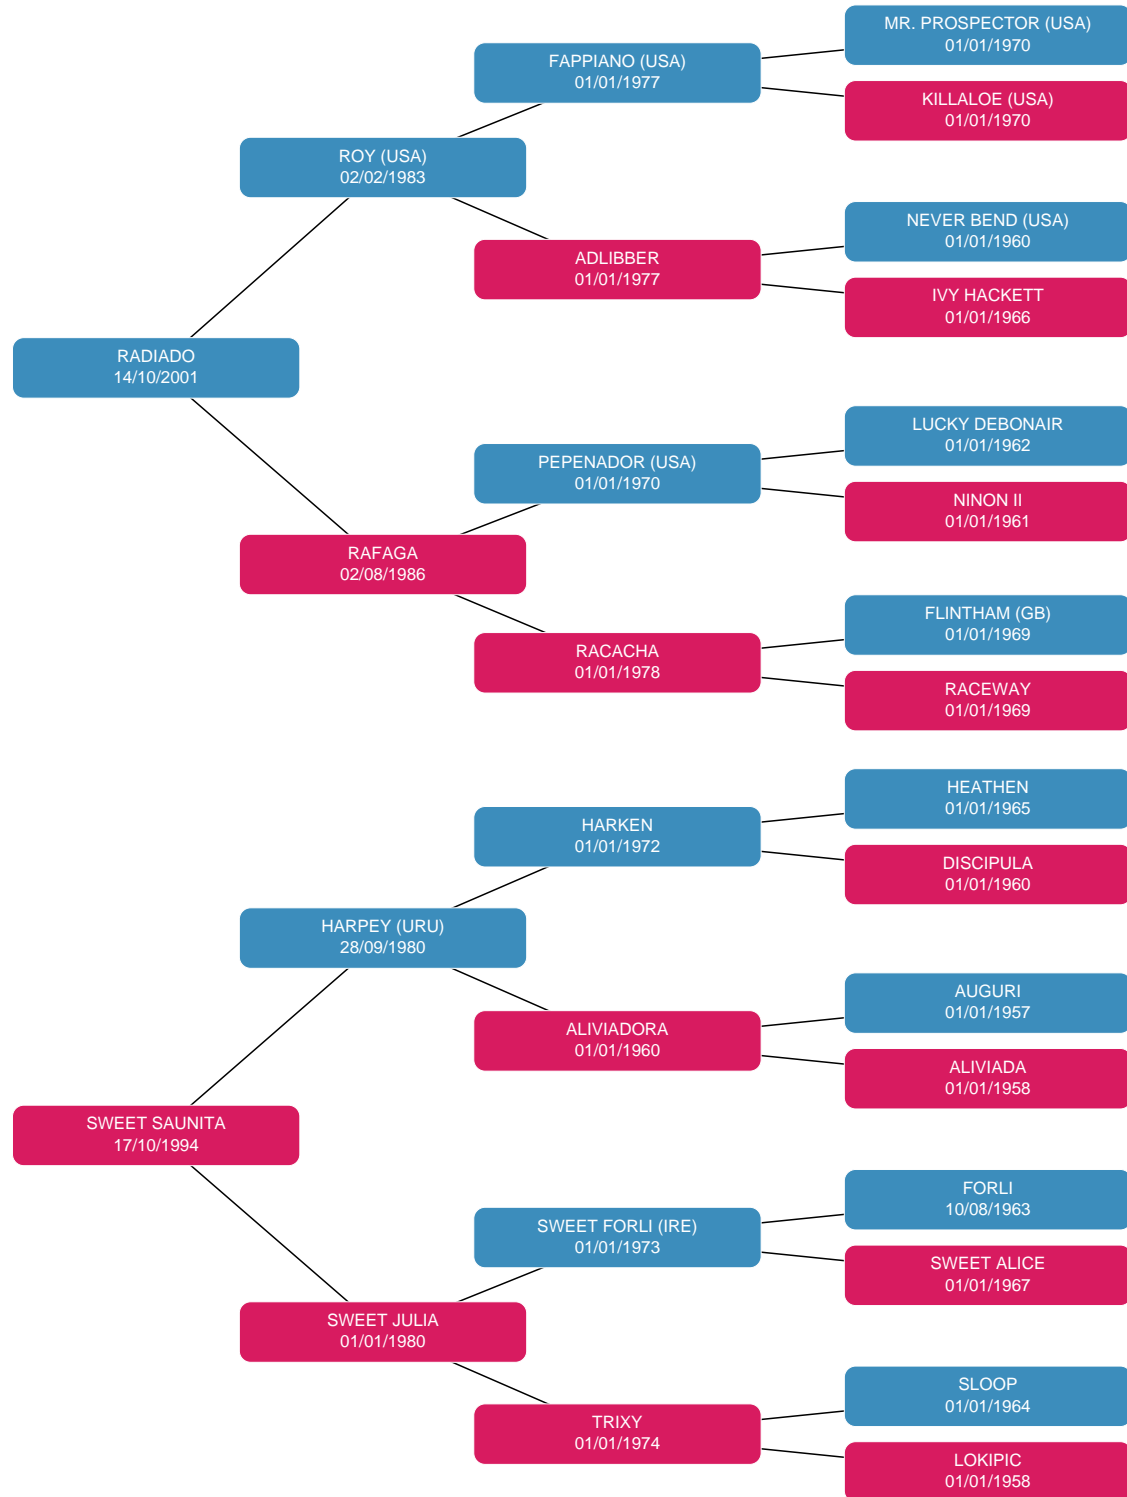 MR. PROSPECTOR (USA)
01/01/1970
FAPPIANO (USA)
01/01/1977
KILLALOE (USA)
01/01/1970
ROY (USA)
02/02/1983
NEVER BEND (USA)
01/01/1960
ADLIBBER
01/01/1977
IVY HACKETT
01/01/1966
RADIADO
14/10/2001
LUCKY DEBONAIR
01/01/1962
PEPENADOR (USA)
01/01/1970
NINON II
01/01/1961
RAFAGA
02/08/1986
FLINTHAM (GB)
01/01/1969
RACACHA
01/01/1978
RACEWAY
01/01/1969
HEATHEN
01/01/1965
HARKEN
01/01/1972
DISCIPULA
01/01/1960
HARPEY (URU)
28/09/1980
AUGURI
01/01/1957
ALIVIADORA
01/01/1960
ALIVIADA
01/01/1958
SWEET SAUNITA
17/10/1994
FORLI
10/08/1963
SWEET FORLI (IRE)
01/01/1973
SWEET ALICE
01/01/1967
SWEET JULIA
01/01/1980
SLOOP
01/01/1964
TRIXY
01/01/1974
LOKIPIC
01/01/1958